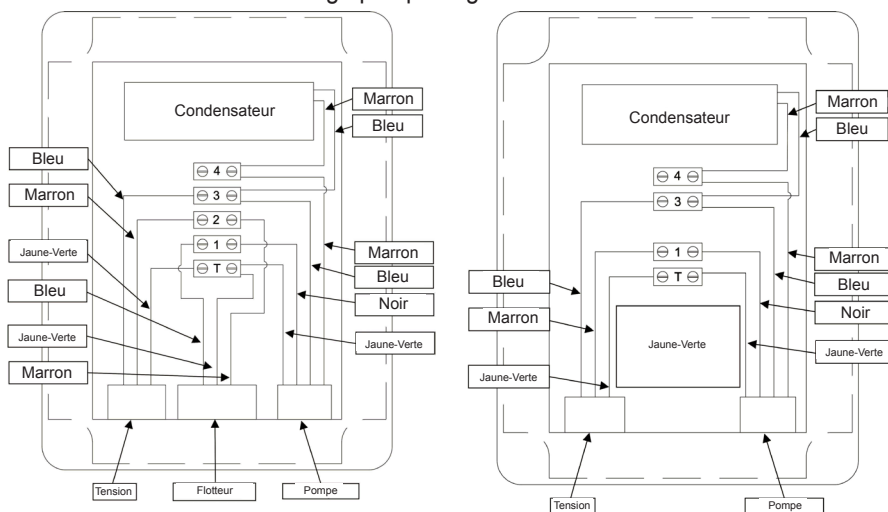 Condensateur
Marron
Bleu
4
3
2
1
T
Bleu
Marron
Jaune-Verte
Bleu
Jaune-Verte
Marron
Marron
Bleu
Noir
Jaune-Verte
Tension
Flotteur
Pompe
Condensateur
Marron
Bleu
4
3
1
T
Bleu
Marron
Jaune-Verte
Jaune-Verte
Marron
Bleu
Noir
Jaune-Verte
Tension
Pompe